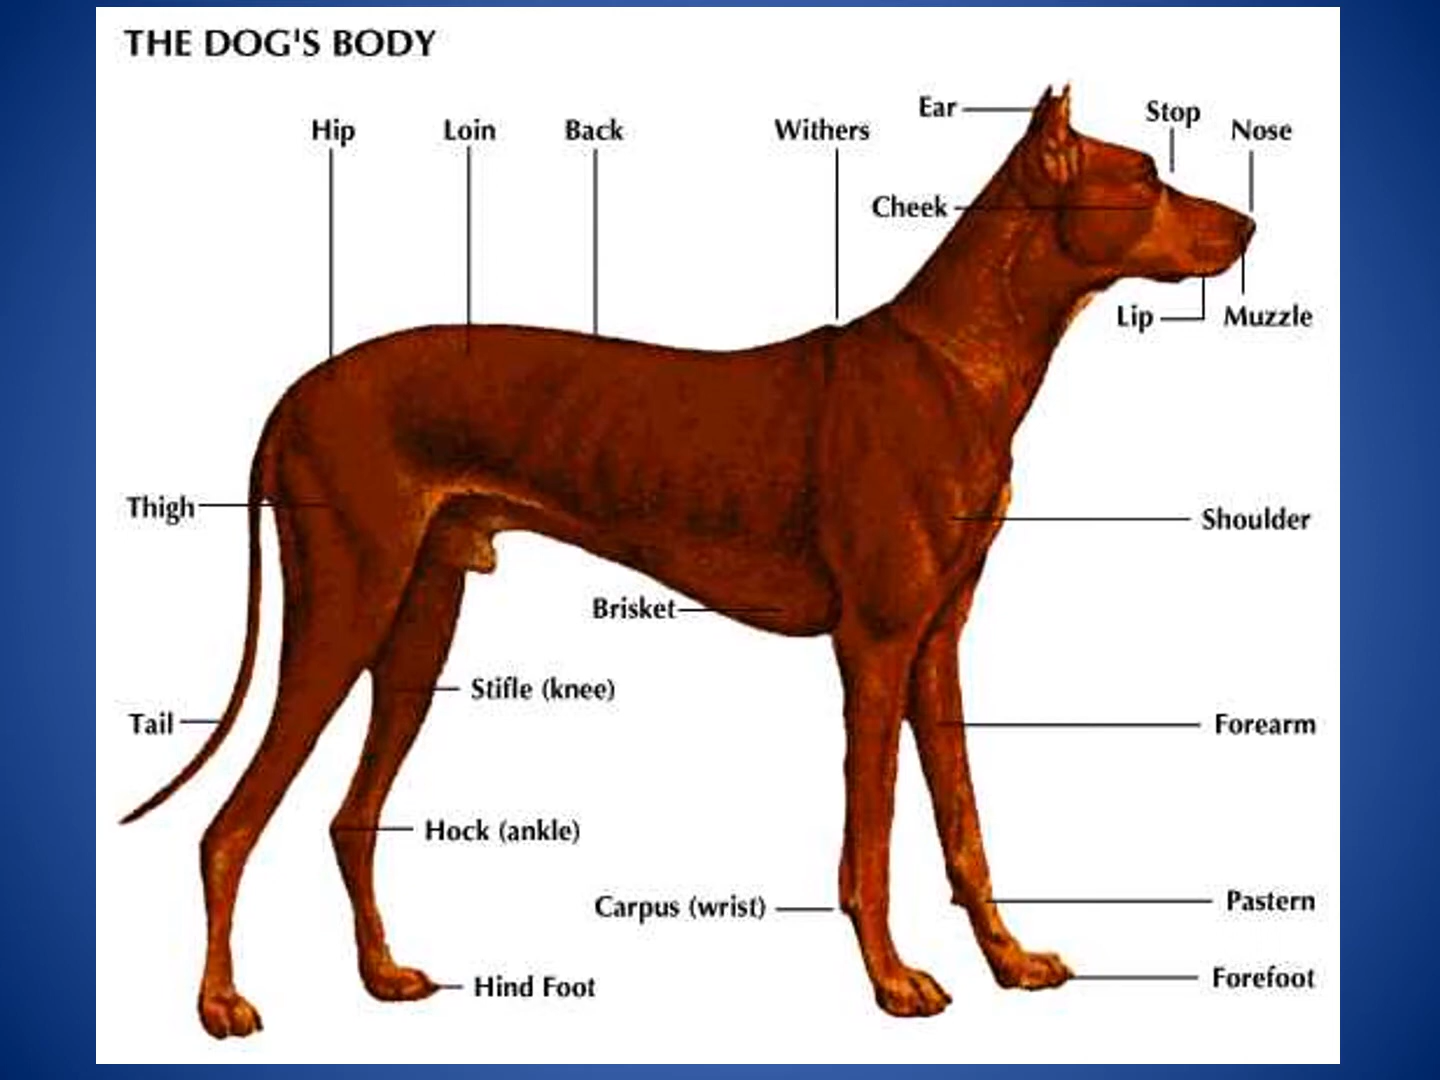 THE DOG'S BODY
Ear
Stop
Hip
Loin
Back
Withers
Nose
Cheek
Lip
Muzzle
Thigh
Shoulder
Brisket
Stifle (knee)
Tail
Forearm
Hock (ankle)
Carpus (wrist)
Pastern
Hind Foot
Forefoot